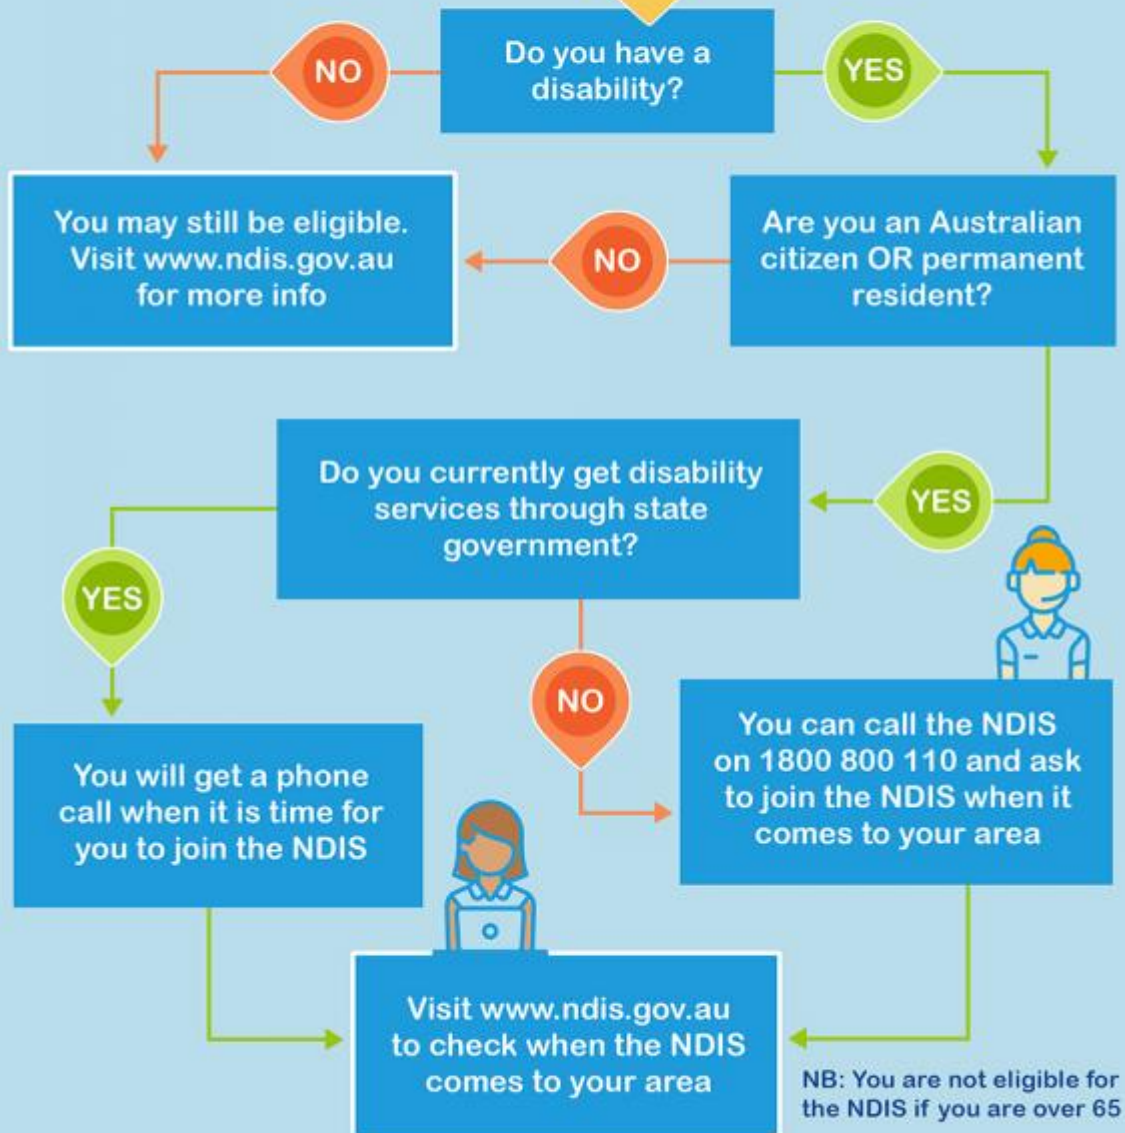 Do you have a
disability?
NO
YES
You may still be eligible.
Visit www.ndis.gov.au
for more info
NO
Are you an Australian
citizen OR permanent
resident?
Do you currently get disability
services through state
government?
YES
YES
NO
You will get a phone
call when it is time for
you to join the NDIS
You can call the NDIS
on 1800 800 110 and ask
to join the NDIS when it
comes to your area
Visit www.ndis.gov.au
to check when the NDIS
comes to your area
NB: You are not eligible for
the NDIS if you are over 65